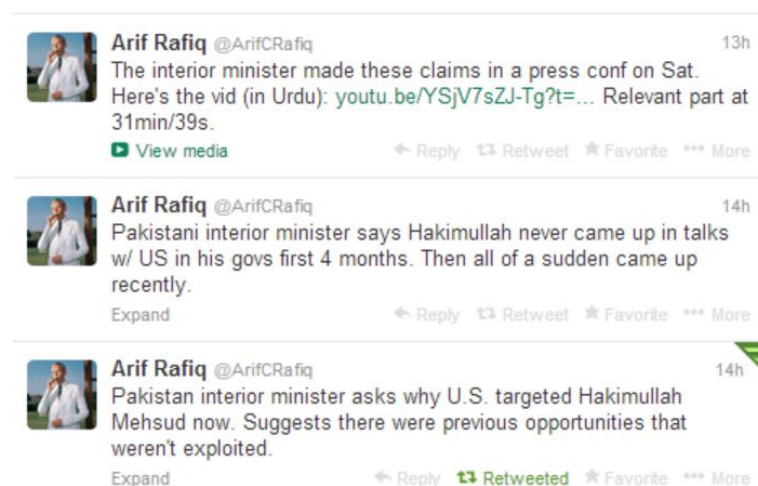 Arif Rafiq @ArifCRafiq 13h
The interior minister made these claims in a press conf on Sat.
Here's the vid (in Urdu): youtu.be/YSjV7sZJ-Tg?t=... Relevant part at
31min/39s.
View media Reply Retweet Favorite More
Arif Rafiq @ArifCRafiq 14h
Pakistani interior minister says Hakimullah never came up in talks
w/ US in his govs first 4 months. Then all of a sudden came up
recently.
Expand Reply Retweet Favorite More
Arif Rafiq @ArifCRafiq 14h
Pakistan interior minister asks why U.S. targeted Hakimullah
Mehsud now. Suggests there were previous opportunities that
weren't exploited.
Expand Reply Retweeted Favorite More